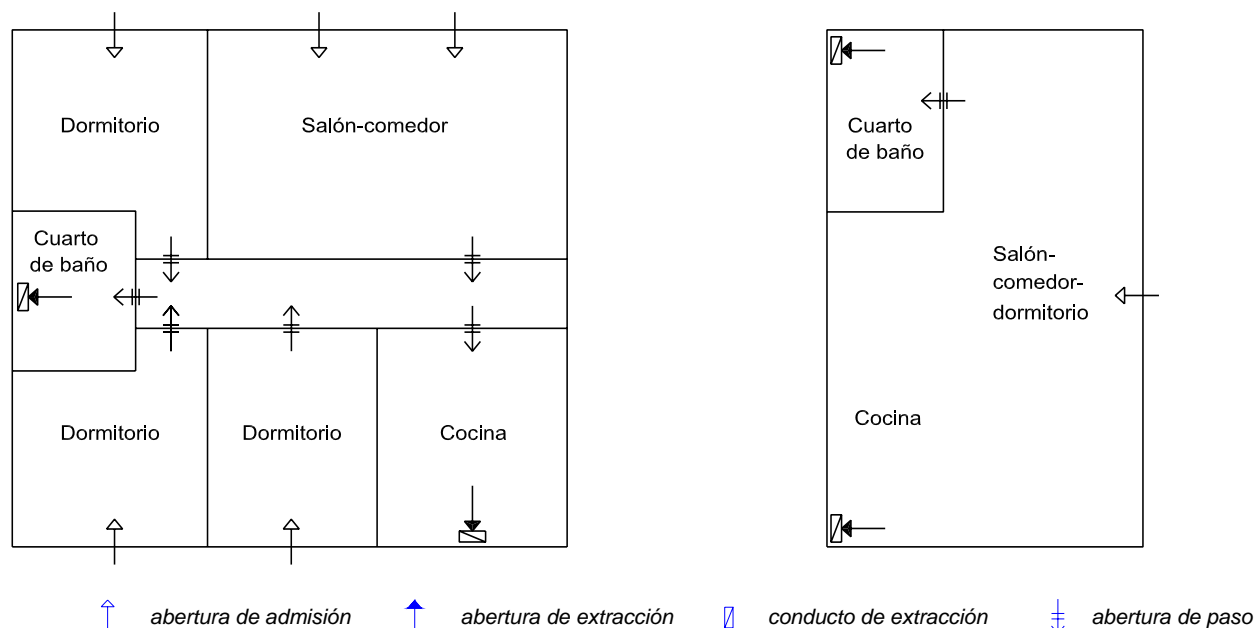 Dormitorio
Salón-comedor
Cuarto
de baño
Dormitorio
Dormitorio
Cocina
Cuarto
de baño
Salón-
comedor-
dormitorio
Cocina
abertura de admisión
abertura de extracción
conducto de extracción
abertura de paso